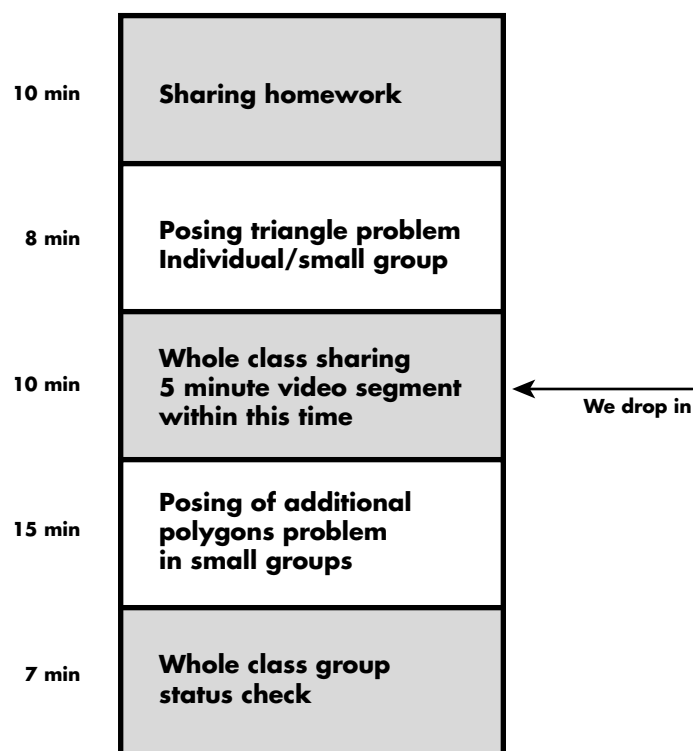 10 min
Sharing homework
8 min
Posing triangle problem
Individual/small group
10 min
Whole class sharing
5 minute video segment
within this time
We drop in
15 min
Posing of additional
polygons problem
in small groups
7 min
Whole class group
status check